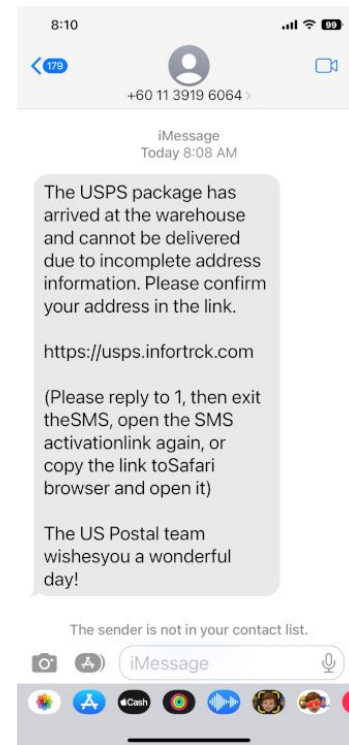 8:10
99
179
+60 11 3919 6064
iMessage
Today 8:08 AM
The USPS package has
arrived at the warehouse
and cannot be delivered
due to incomplete address
information. Please confirm
your address in the link.
https://usps.infortrck.com
(Please reply to 1, then exit
theSMS, open the SMS
activationlink again, or
copy the link toSafari
browser and open it)
The US Postal team
wishesyou a wonderful
day!
The sender is not in your contact list.
iMessage
Cash